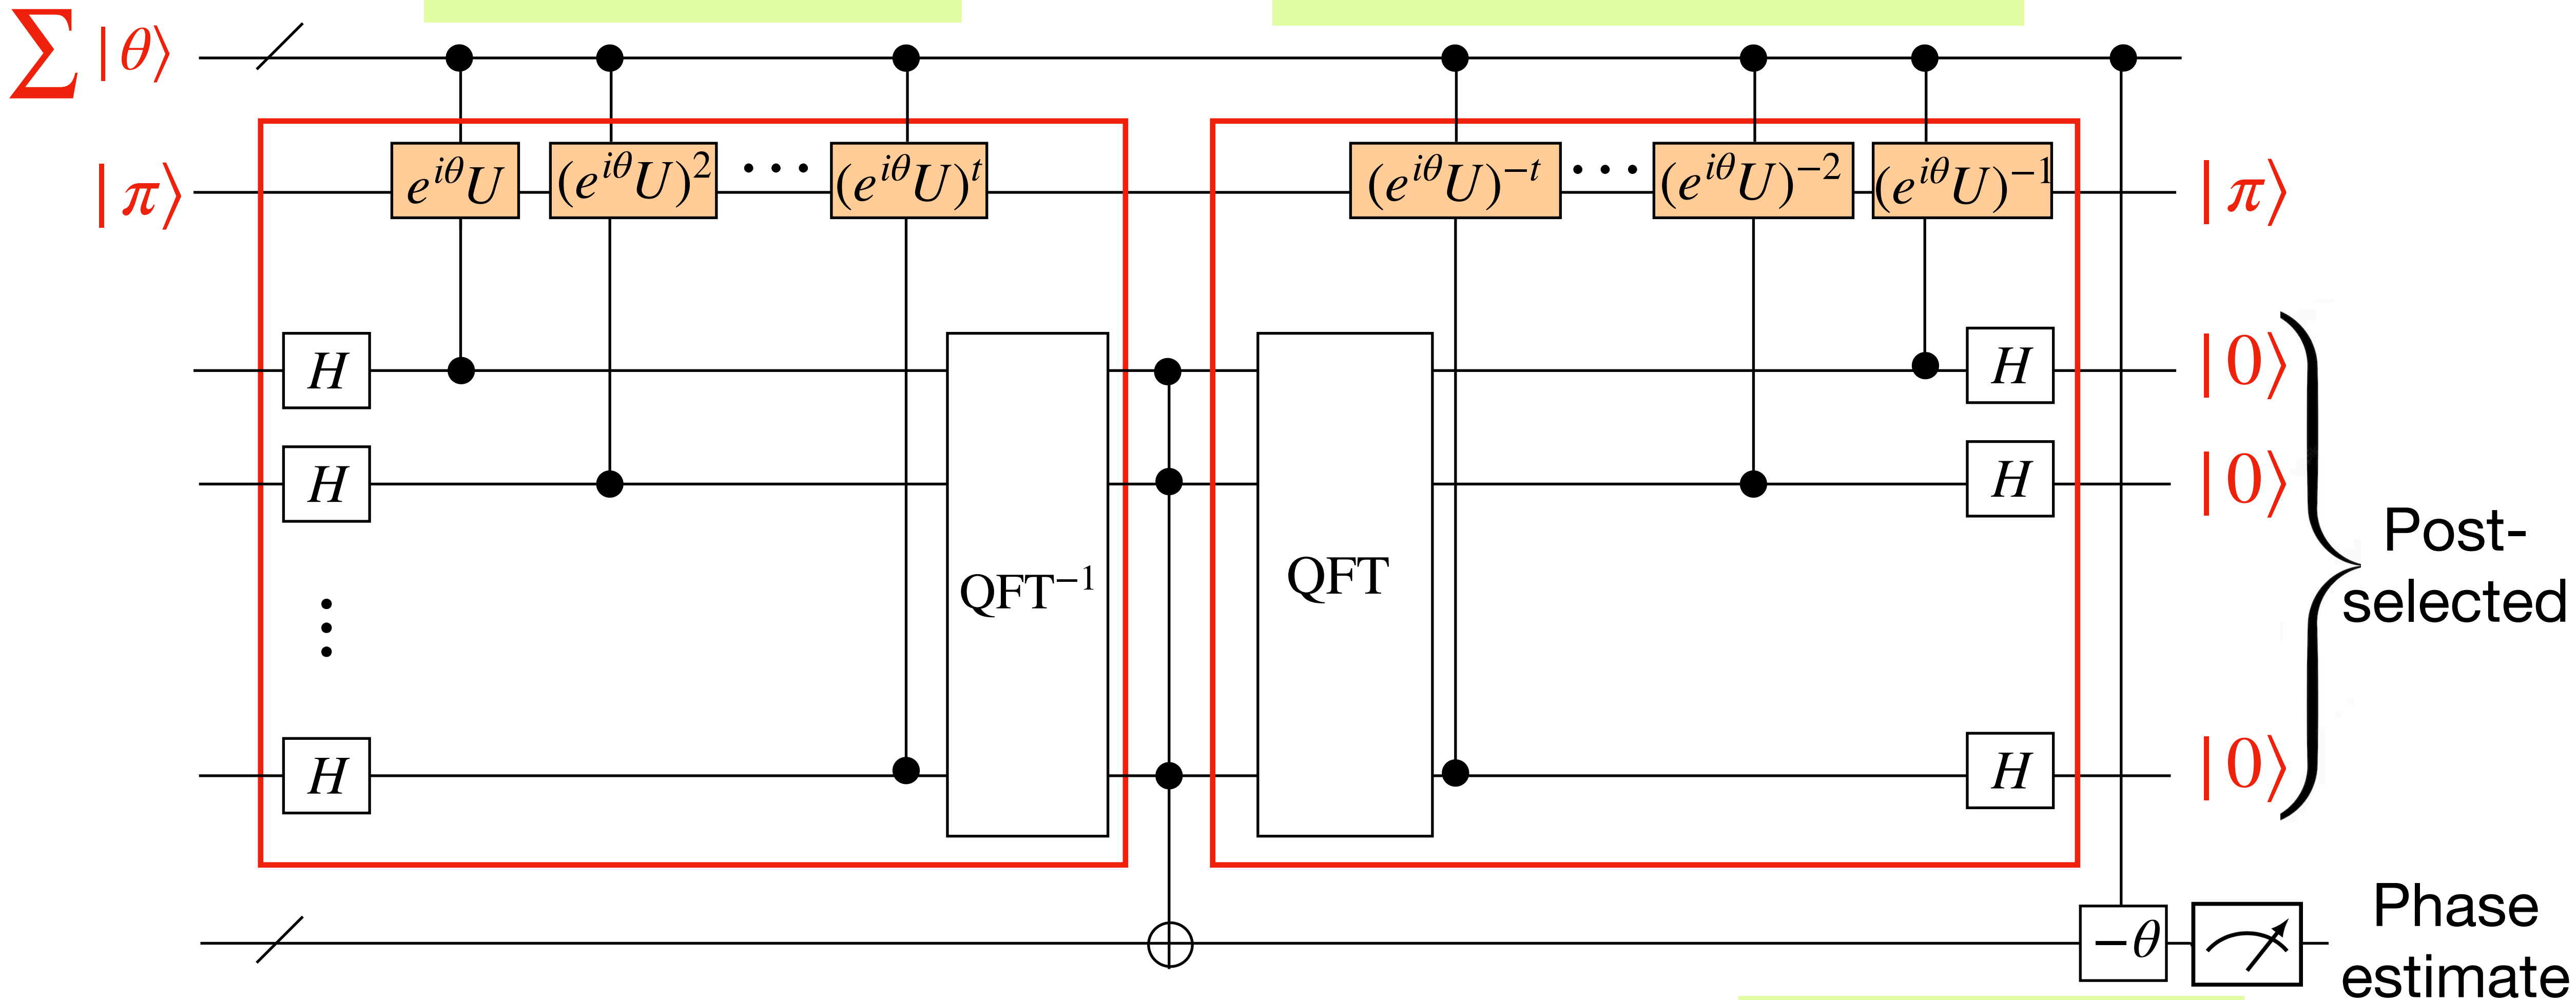 ∑ |θ⟩
|π⟩ e^{iθ}U (e^{iθ}U)^2 ··· (e^{iθ}U)^t (e^{iθ}U)^{−t} ··· (e^{iθ}U)^{−2} (e^{iθ}U)^{−1} |π⟩
H H |0⟩
H H |0⟩
Post-
selected
QFT^{−1} QFT
⋮
H H |0⟩
−θ
Phase
estimate